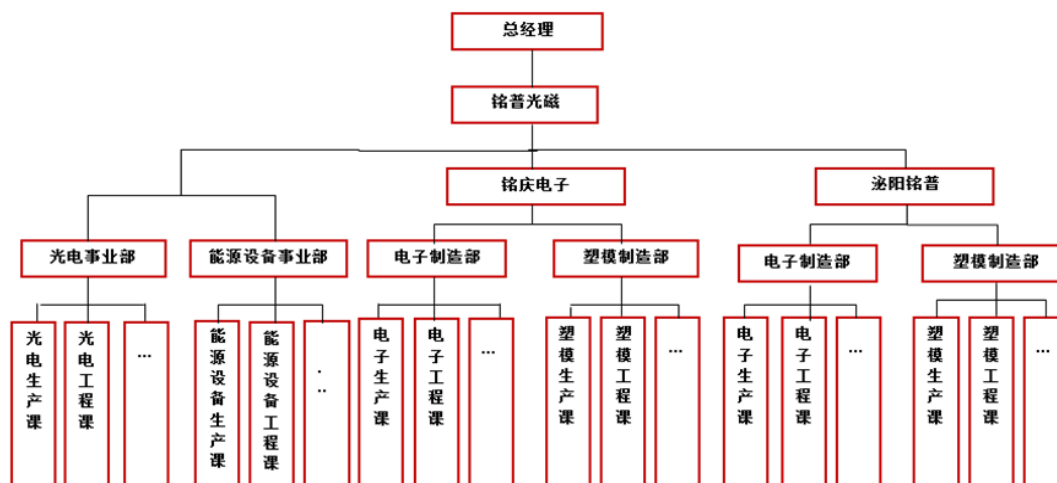 总经理
铭普光磁
铭庆电子
泌阳铭普
光电事业部
能源设备事业部
电子制造部
塑模制造部
电子制造部
塑模制造部
光电生产课
光电工程课
...
能源设备生产课
能源设备工程课
...
电子生产课
电子工程课
...
塑模生产课
塑模工程课
...
电子生产课
电子工程课
...
塑模生产课
塑模工程课
...